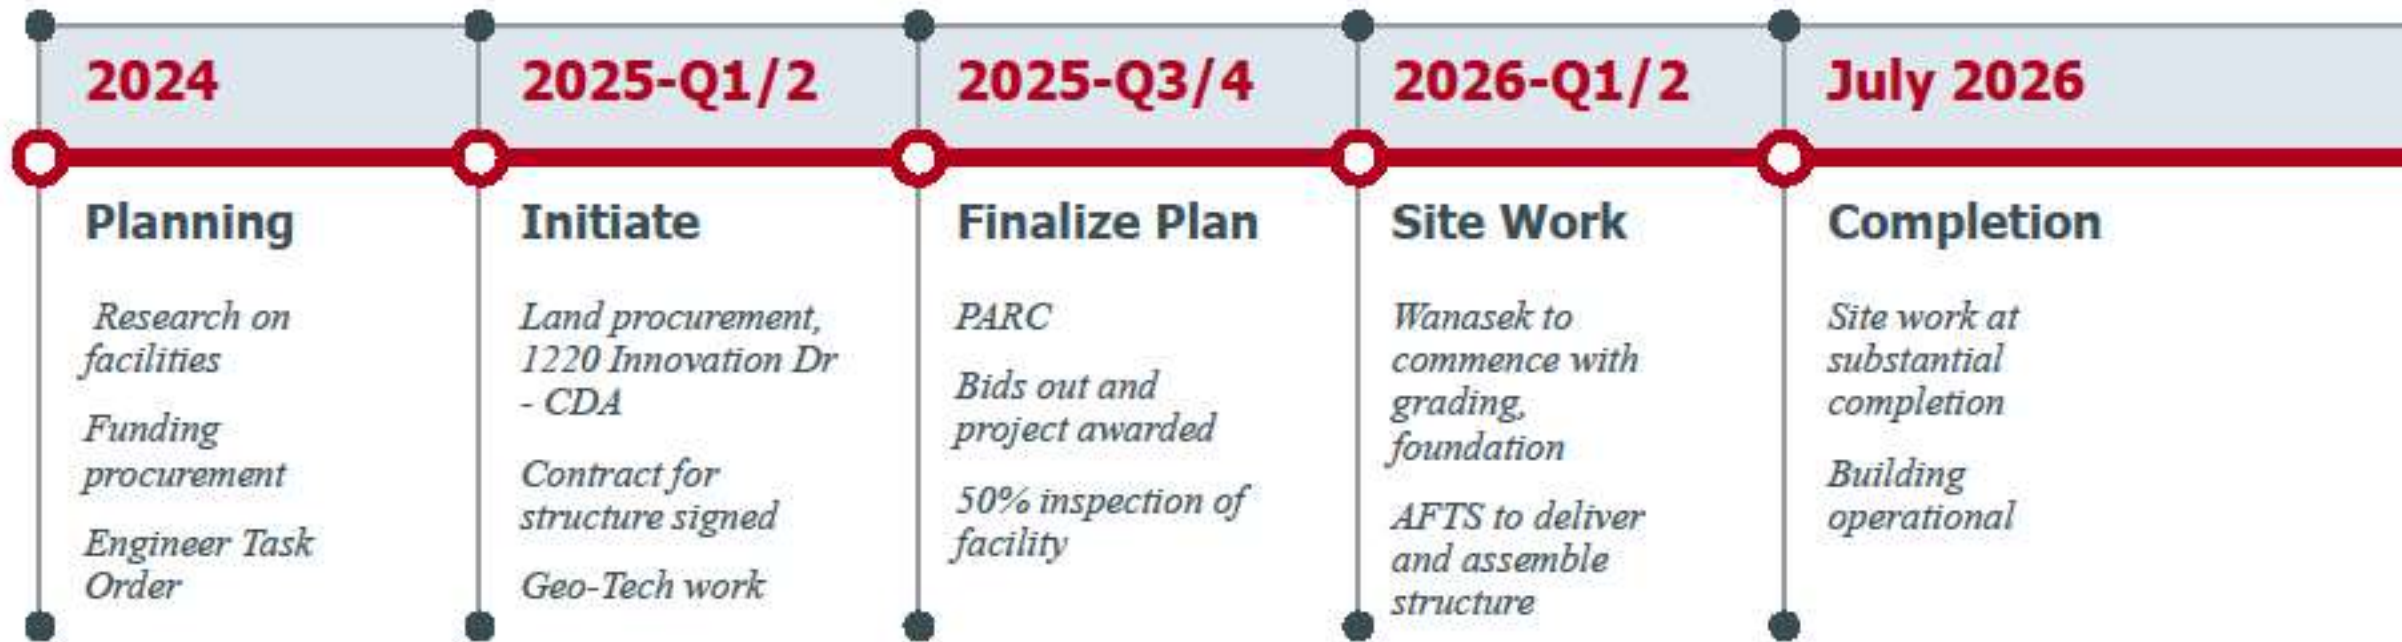 2024
Planning
Research on
facilities
Funding
procurement
Engineer Task
Order
2025-Q1/2
Initiate
Land procurement,
1220 Innovation Dr
- CDA
Contract for
structure signed
Geo-Tech work
2025-Q3/4
Finalize Plan
PARC
Bids out and
project awarded
50% inspection of
facility
2026-Q1/2
Site Work
Wanasek to
commence with
grading,
foundation
AFTS to deliver
and assemble
structure
July 2026
Completion
Site work at
substantial
completion
Building
operational